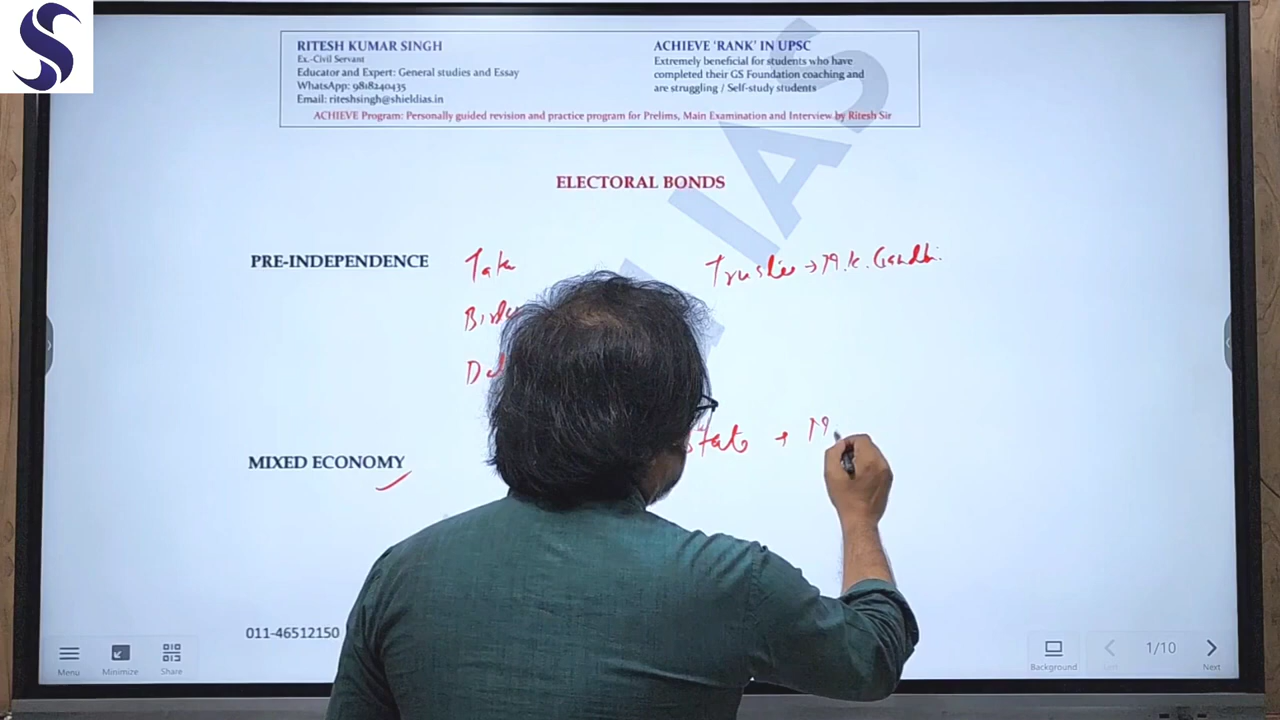 RITESH KUMAR SINGH
Ex.-Civil Servant
Educator and Expert: General studies and Essay
WhatsApp: 9818240435
Email: riteshsingh@shieldias.in
ACHIEVE 'RANK' IN UPSC
Extremely beneficial for students who have
completed their GS Foundation coaching and
are struggling / Self-study students
ACHIEVE Program: Personally guided revision and practice program for Prelims, Main Examination and Interview by Ritesh Sir
IAS
ELECTORAL BONDS
PRE-INDEPENDENCE
Tata
Trustee → M.K. Gandhi
MIXED ECONOMY
State + M
011-46512150
Menu
Minimize
Share
Background
1/10
Next